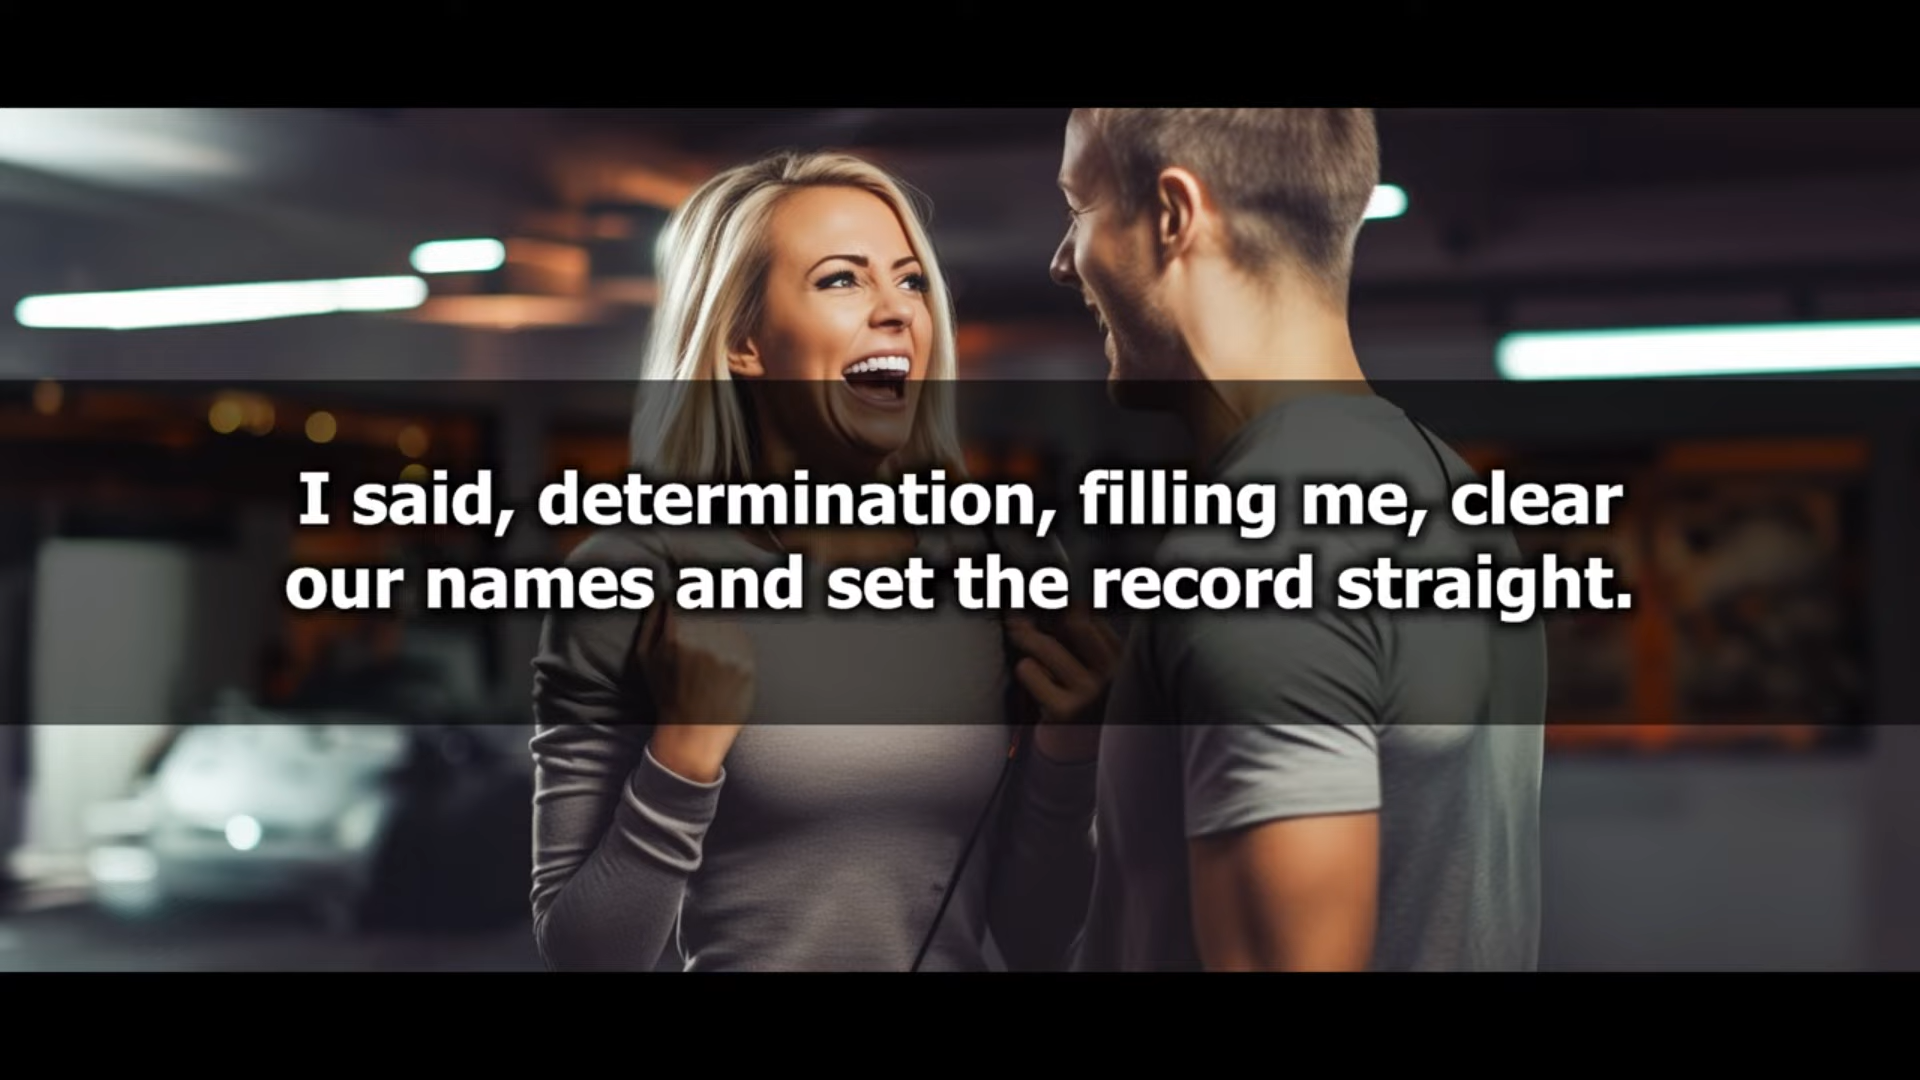 I said, determination, filling me, clear
our names and set the record straight.